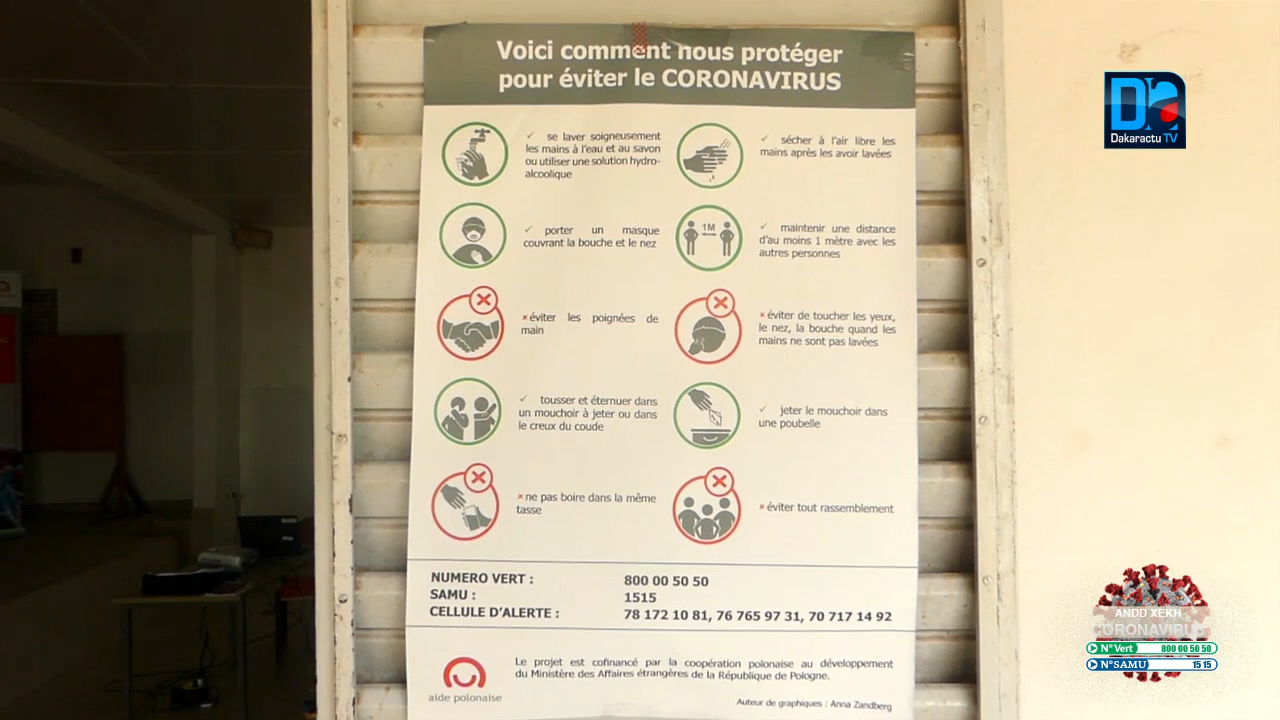 Voici comment nous protéger
pour éviter le CORONAVIRUS
✓ se laver soigneusement
les mains à l'eau et au savon
ou utiliser une solution hydro-
alcoolique
✓ sécher à l'air libre les
mains après les avoir lavées
✓ porter un masque
couvrant la bouche et le nez
1M
✓ maintenir une distance
d'au moins 1 mètre avec les
autres personnes
× éviter les poignées de
main
× éviter de toucher les yeux,
le nez, la bouche quand les
mains ne sont pas lavées
✓ tousser et éternuer dans
un mouchoir à jeter ou dans
le creux du coude
✓ jeter le mouchoir dans
une poubelle
× ne pas boire dans la même
tasse
× éviter tout rassemblement
NUMERO VERT : 800 00 50 50
SAMU : 1515
CELLULE D'ALERTE : 78 172 10 81, 76 765 97 31, 70 717 14 92
aide polonaise
Le projet est cofinancé par la coopération polonaise au développement
du Ministère des Affaires étrangères de la République de Pologne.
Auteur de graphiques : Anna Zandberg
Da
Dakaractu TV
ANDD XEKH
CORONAVIRUS
N°Vert 800 00 50 50
N°SAMU 15 15